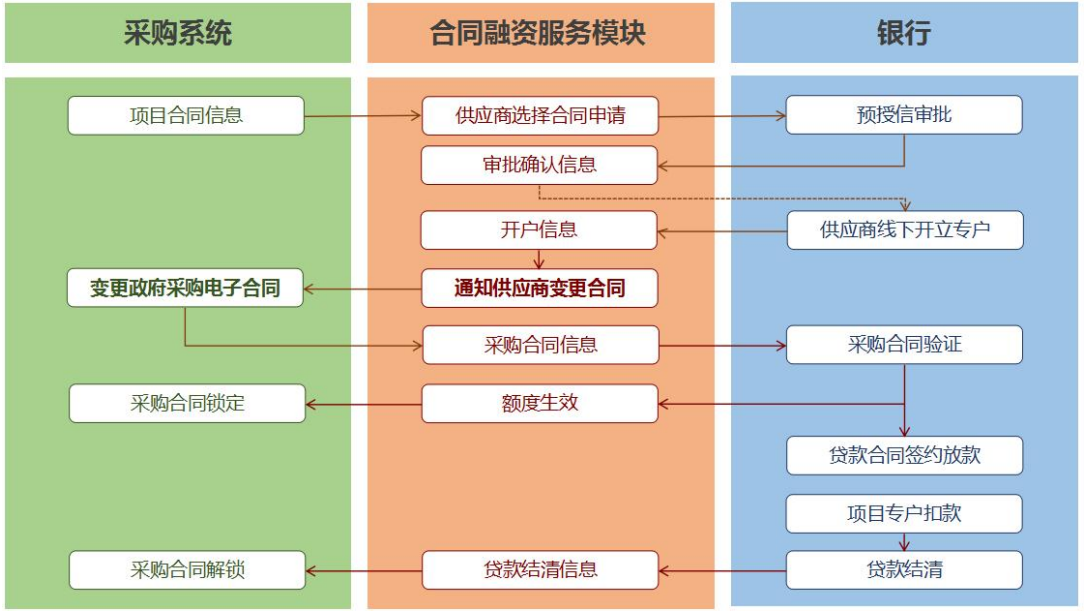 采购系统
合同融资服务模块
银行
项目合同信息
供应商选择合同申请
预授信审批
审批确认信息
开户信息
供应商线下开立专户
变更政府采购电子合同
通知供应商变更合同
采购合同信息
采购合同验证
采购合同锁定
额度生效
贷款合同签约放款
项目专户扣款
采购合同解锁
贷款结清信息
贷款结清